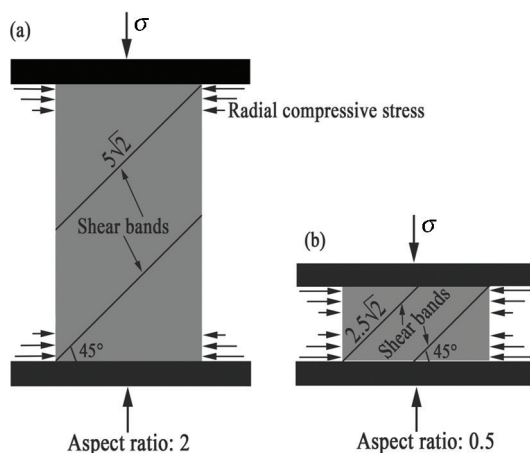 (a)
σ
Radial compressive stress
5√2
Shear bands
45°
Aspect ratio: 2
(b)
σ
2.5√2
Shear bands
45°
Aspect ratio: 0.5